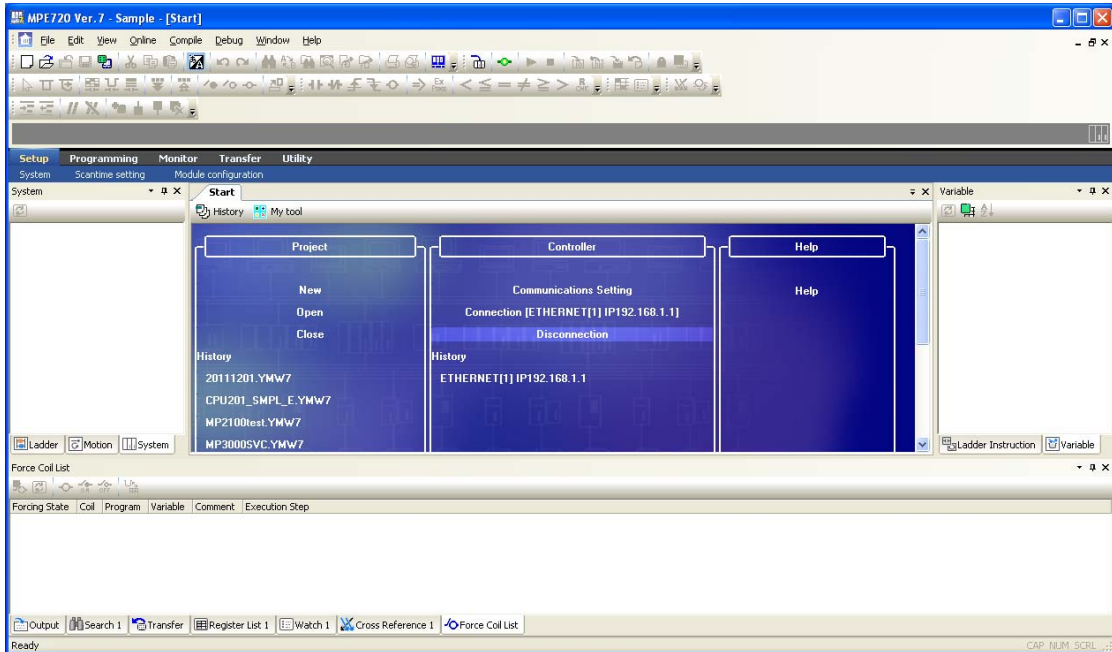 MPE720 Ver. 7 - Sample - [Start]
File Edit View Online Compile Debug Window Help
Setup Programming Monitor Transfer Utility
System Scantime setting Module configuration
System
Start
Variable
History My tool
Project
Controller
Help
New
Communications Setting
Help
Open
Connection [ETHERNET[1] IP192.168.1.1]
Close
Disconnection
History
History
20111201.YMW7
ETHERNET[1] IP192.168.1.1
CPU201_SMPL_E.YMW7
MP2100test.YMW7
MP3000SVC.YMW7
Ladder Motion System
Ladder Instruction Variable
Force Coil List
Forcing State Coil Program Variable Comment Execution Step
Output Search 1 Transfer Register List 1 Watch 1 Cross Reference 1 Force Coil List
Ready
CAP NUM SCRL